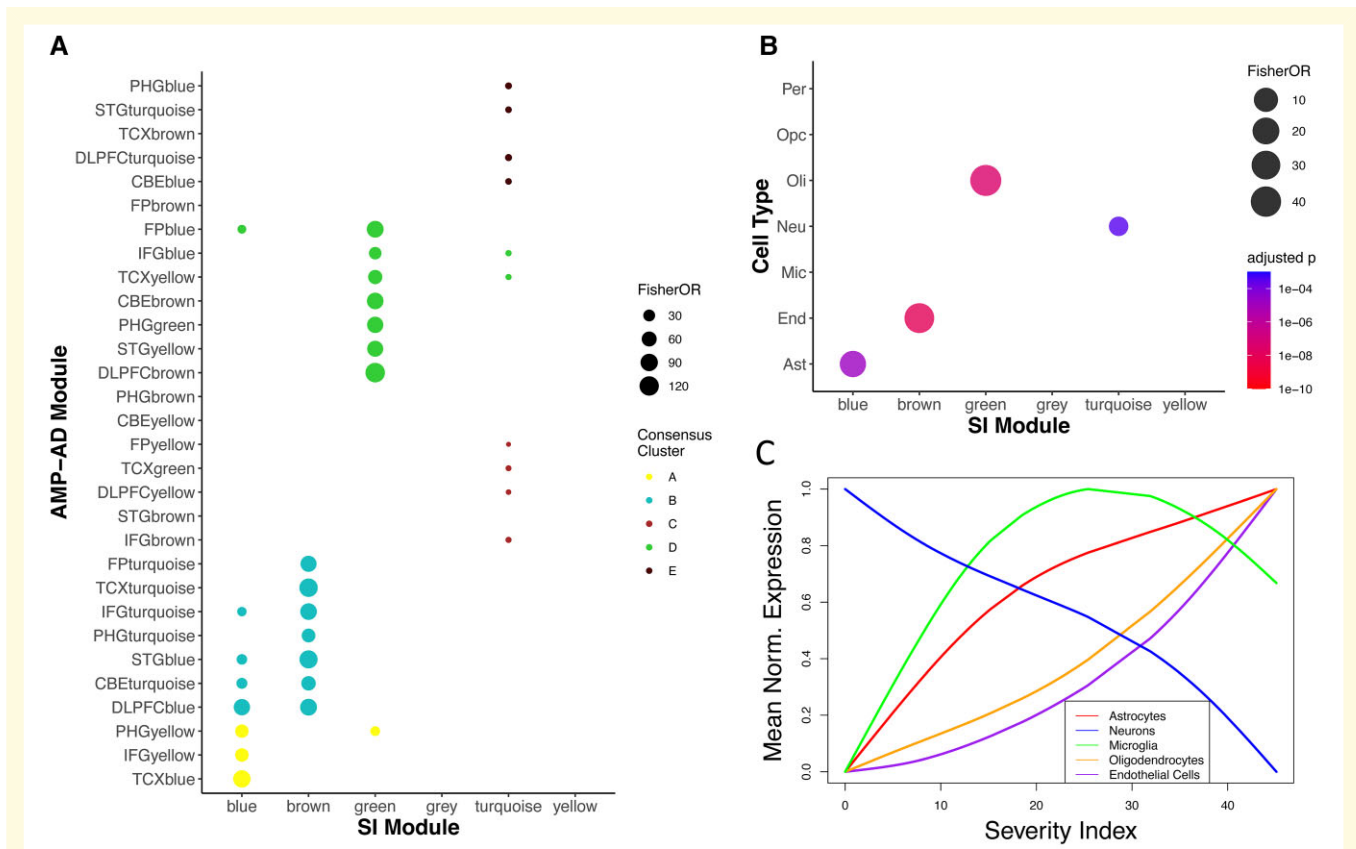 A
AMP-AD Module
PHGblue
STGturquoise
TCXbrown
DLPFCturquoise
CBEblue
FPbrown
FPblue
IFGblue
TCXyellow
CBEbrown
PHGgreen
STGyellow
DLPFCbrown
PHGbrown
CBEyellow
FPyellow
TCXgreen
DLPFCyellow
STGbrown
IFGbrown
FPturquoise
TCXturquoise
IFGturquoise
PHGturquoise
STGblue
CBEturquoise
DLPFCblue
PHGyellow
IFGyellow
TCXblue
blue brown green grey turquoise yellow
SI Module
FisherOR
30
60
90
120
Consensus
Cluster
A
B
C
D
E
B
Cell Type
Per
Opc
Oli
Neu
Mic
End
Ast
blue brown green grey turquoise yellow
SI Module
FisherOR
10
20
30
40
adjusted p
1e-04
1e-06
1e-08
1e-10
C
Mean Norm. Expression
1.0
0.8
0.6
0.4
0.2
0.0
Astrocytes
Neurons
Microglia
Oligodendrocytes
Endothelial Cells
0 10 20 30 40
Severity Index